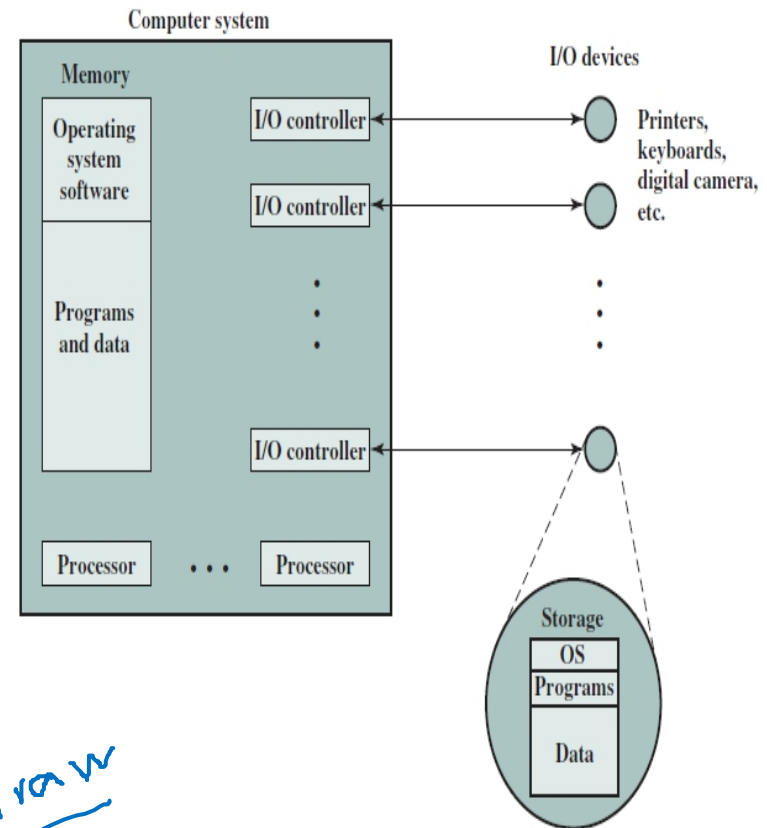 Computer system
I/O devices
Memory
Operating
system
software
Programs
and data
I/O controller
I/O controller
I/O controller
Printers,
keyboards,
digital camera,
etc.
Processor
Processor
Storage
OS
Programs
Data